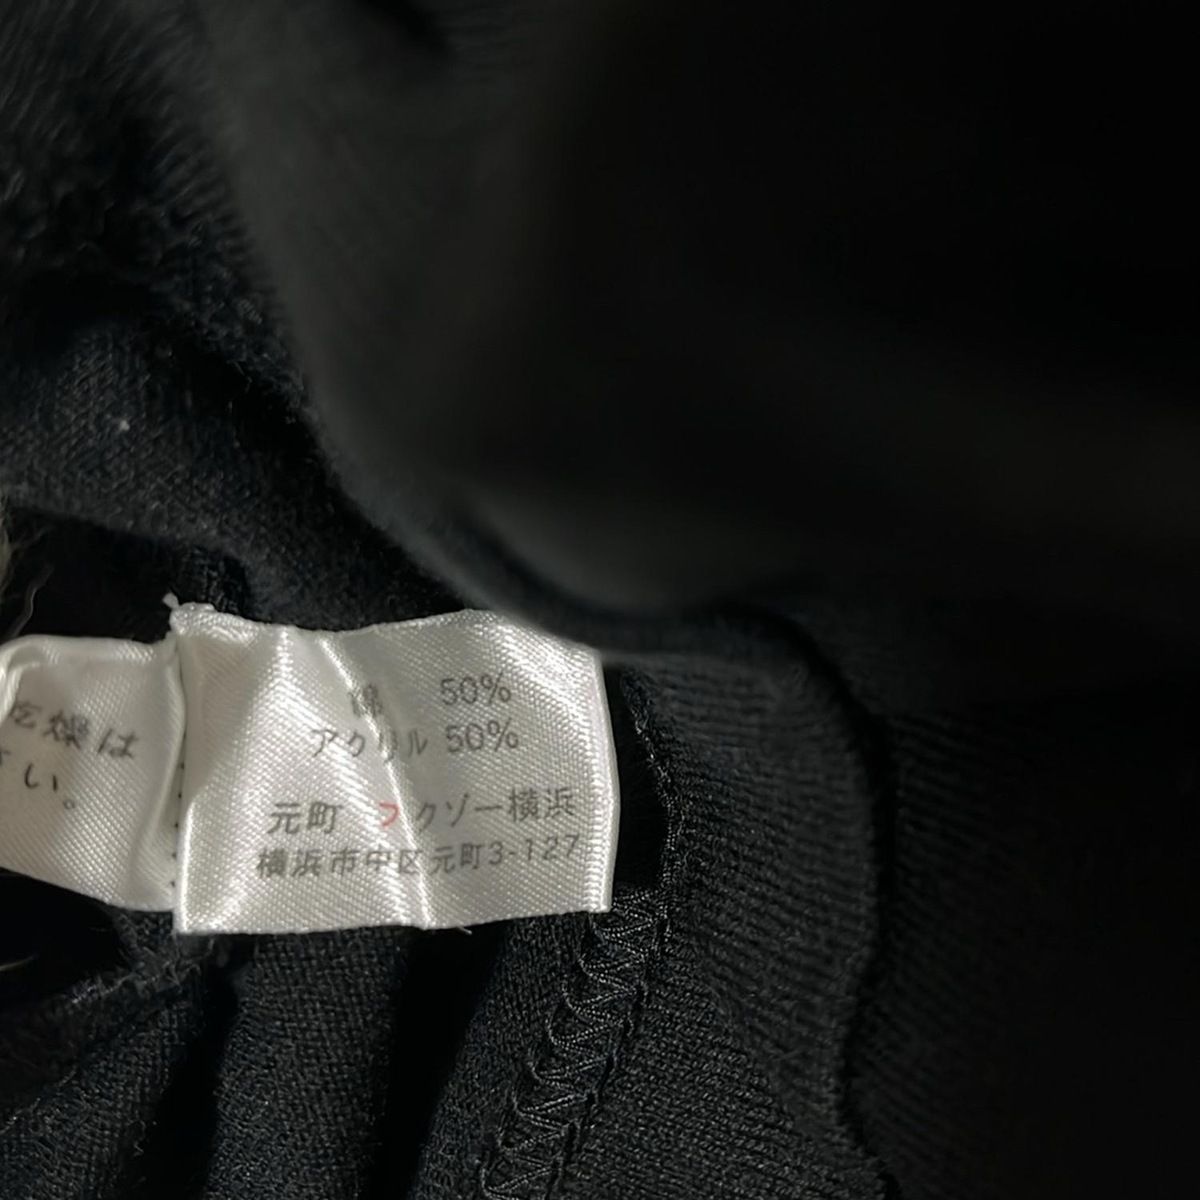 乾燥は
さい。
綿 50%
アクリル 50%
元町 フクゾー横浜
横浜市中区元町3-127